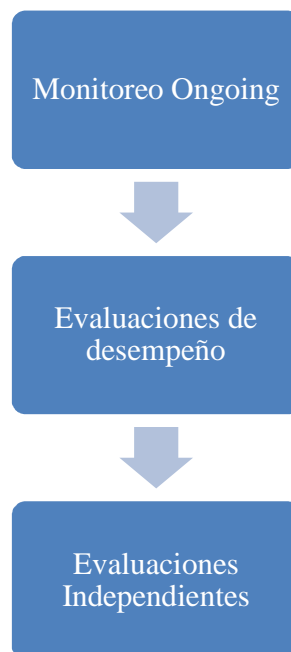 Monitoreo Ongoing
Evaluaciones de
desempeño
Evaluaciones
Independientes